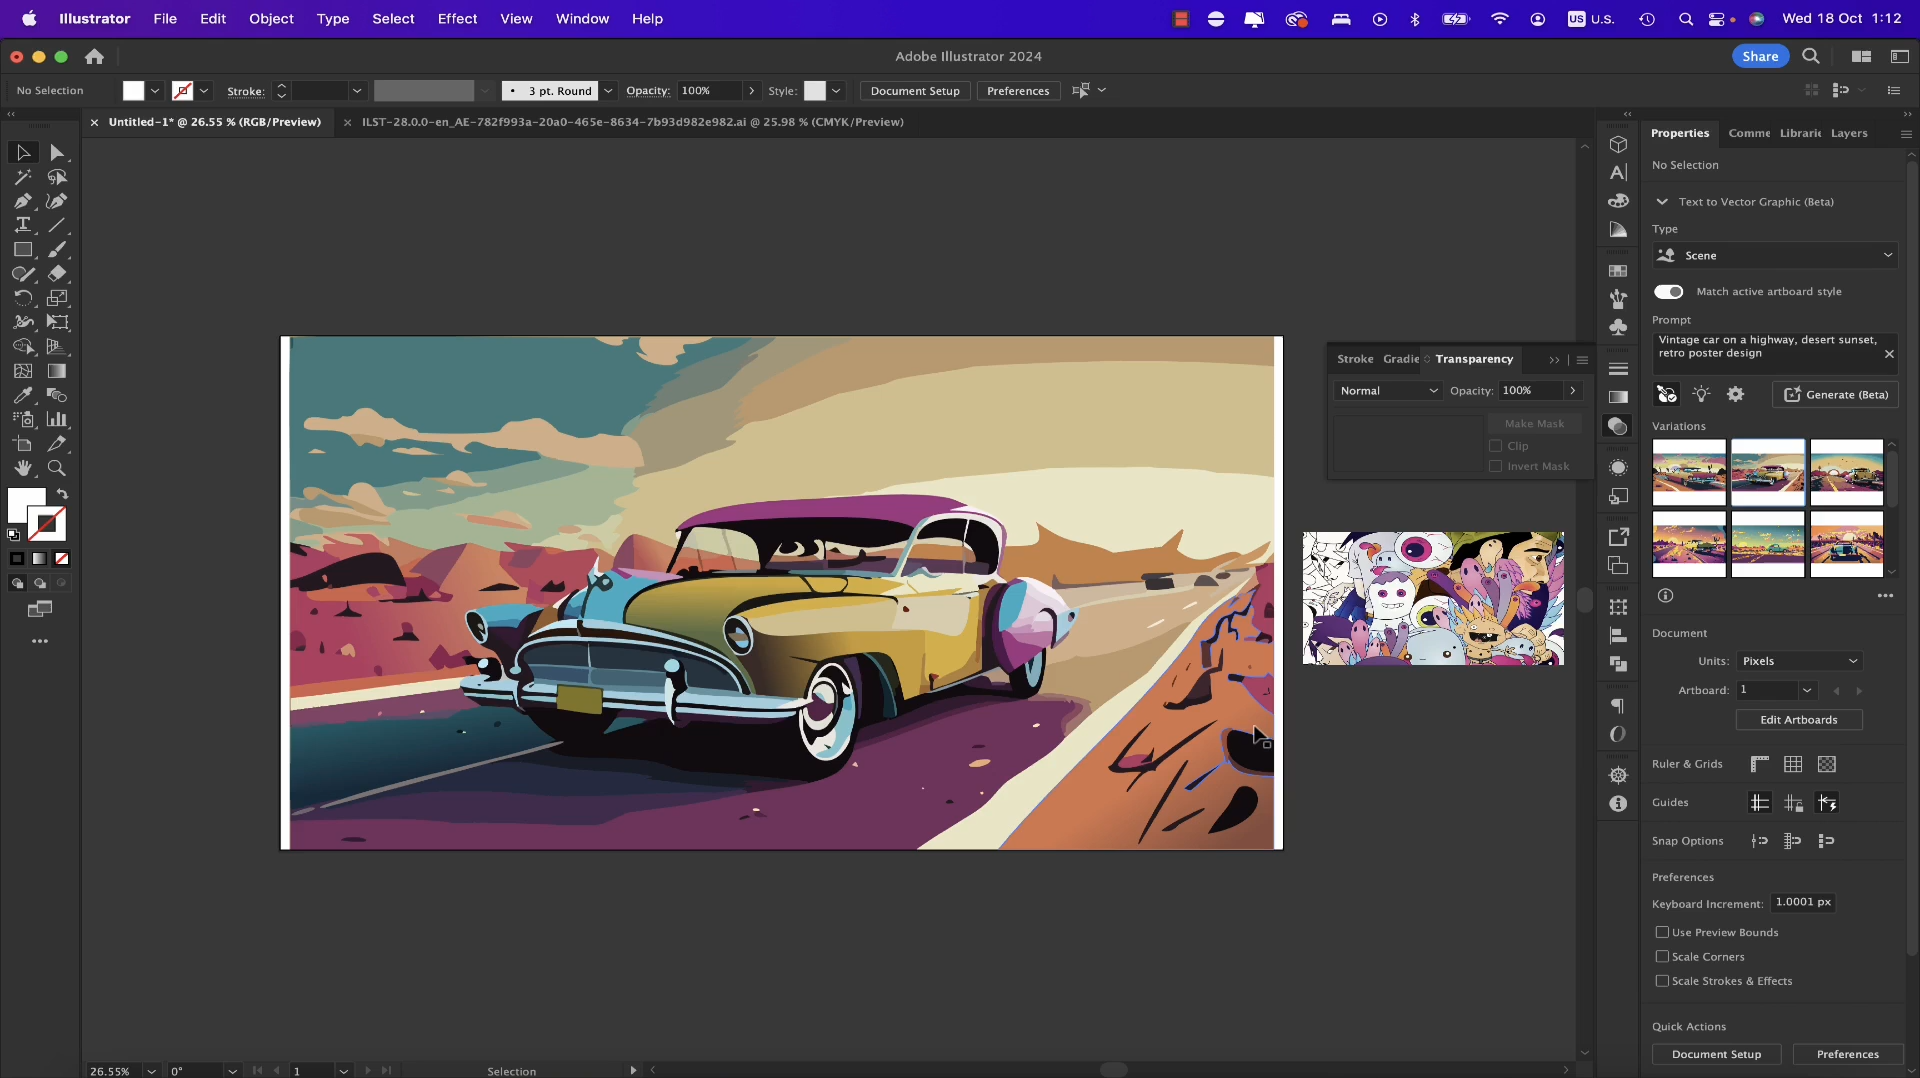 Illustrator File Edit Object Type Select Effect View Window Help US U.S. Wed 18 Oct 1:12
Adobe Illustrator 2024 Share
No Selection Stroke: 3 pt. Round Opacity: 100% Style: Document Setup Preferences
Untitled-1* @ 26.55 % (RGB/Preview) ILST-28.0.0-en_AE-782f993a-20a0-465e-8634-7b93d982e982.ai @ 25.98 % (CMYK/Preview)
Properties Comme Librarie Layers
No Selection
Text to Vector Graphic (Beta)
Type
Scene
Match active artboard style
Prompt
Vintage car on a highway, desert sunset,
retro poster design
Generate (Beta)
Variations
Stroke Gradie Transparency
Normal Opacity: 100%
Make Mask
Clip
Invert Mask
Document
Units: Pixels
Artboard: 1
Edit Artboards
Ruler & Grids
Guides
Snap Options
Preferences
Keyboard Increment: 1.0001 px
Use Preview Bounds
Scale Corners
Scale Strokes & Effects
Quick Actions
Document Setup Preferences
26.55% 0° 1 Selection